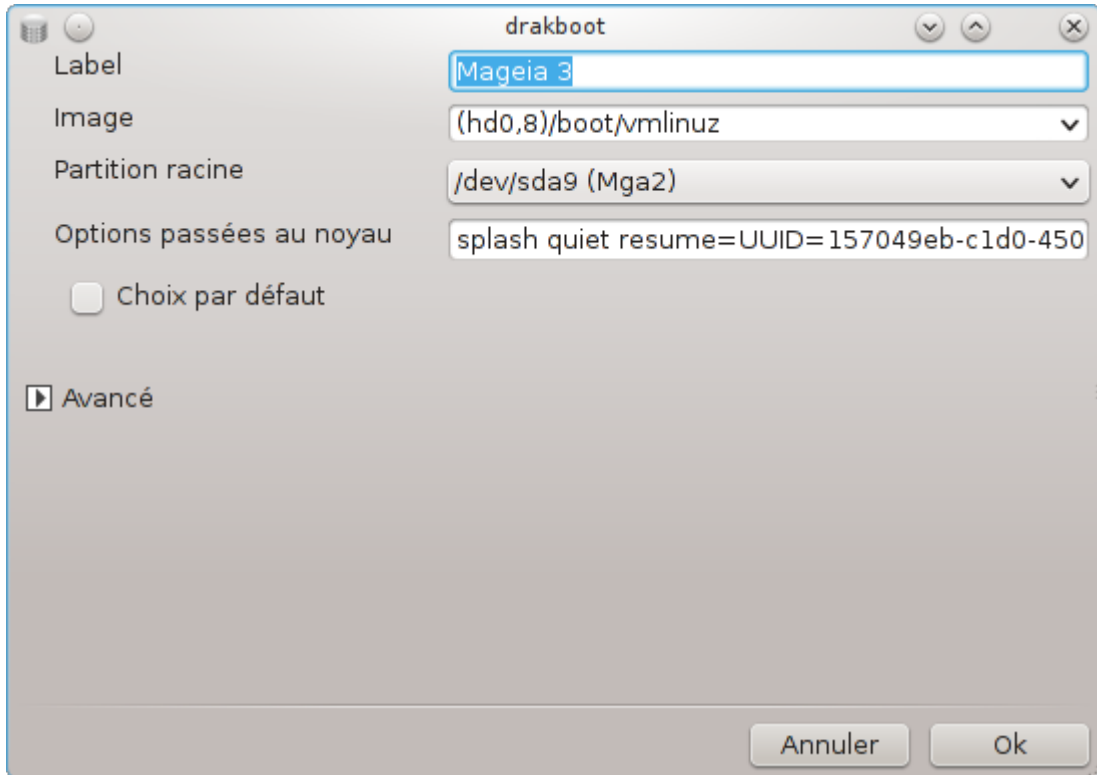 drakboot
Label
Mageia 3
Image
(hd0,8)/boot/vmlinuz
Partition racine
/dev/sda9 (Mga2)
Options passées au noyau
splash quiet resume=UUID=157049eb-c1d0-450
Choix par défaut
Avancé
Annuler
Ok